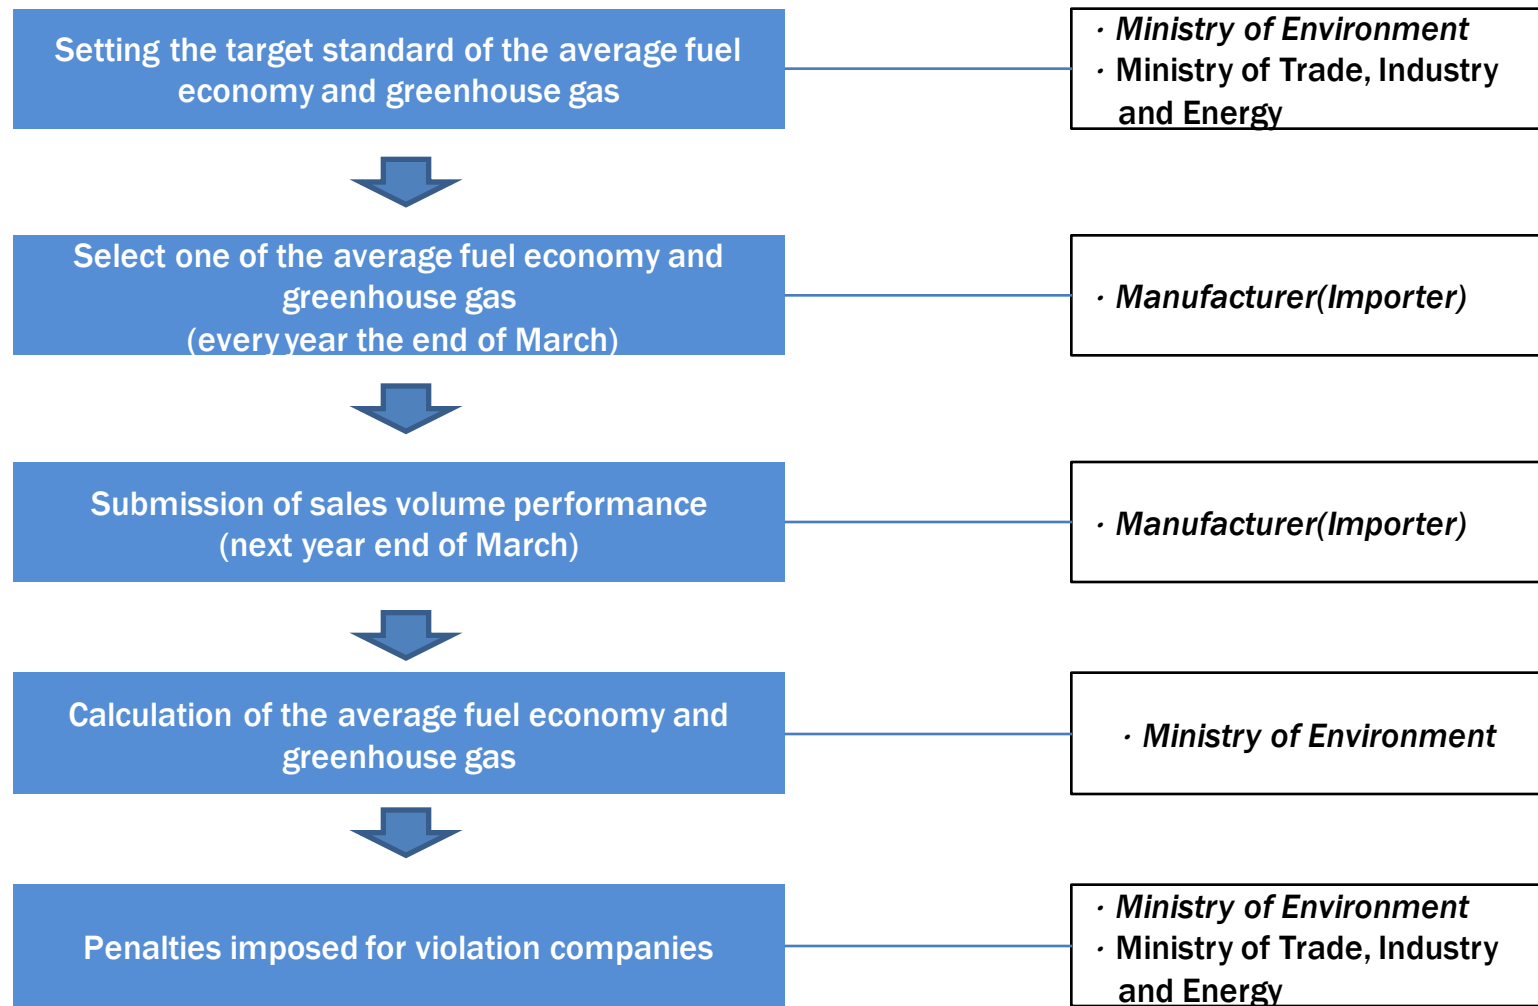 Setting the target standard of the average fuel
economy and greenhouse gas
· Ministry of Environment
· Ministry of Trade, Industry
and Energy
Select one of the average fuel economy and
greenhouse gas
(every year the end of March)
· Manufacturer(Importer)
Submission of sales volume performance
(next year end of March)
· Manufacturer(Importer)
Calculation of the average fuel economy and
greenhouse gas
· Ministry of Environment
Penalties imposed for violation companies
· Ministry of Environment
· Ministry of Trade, Industry
and Energy